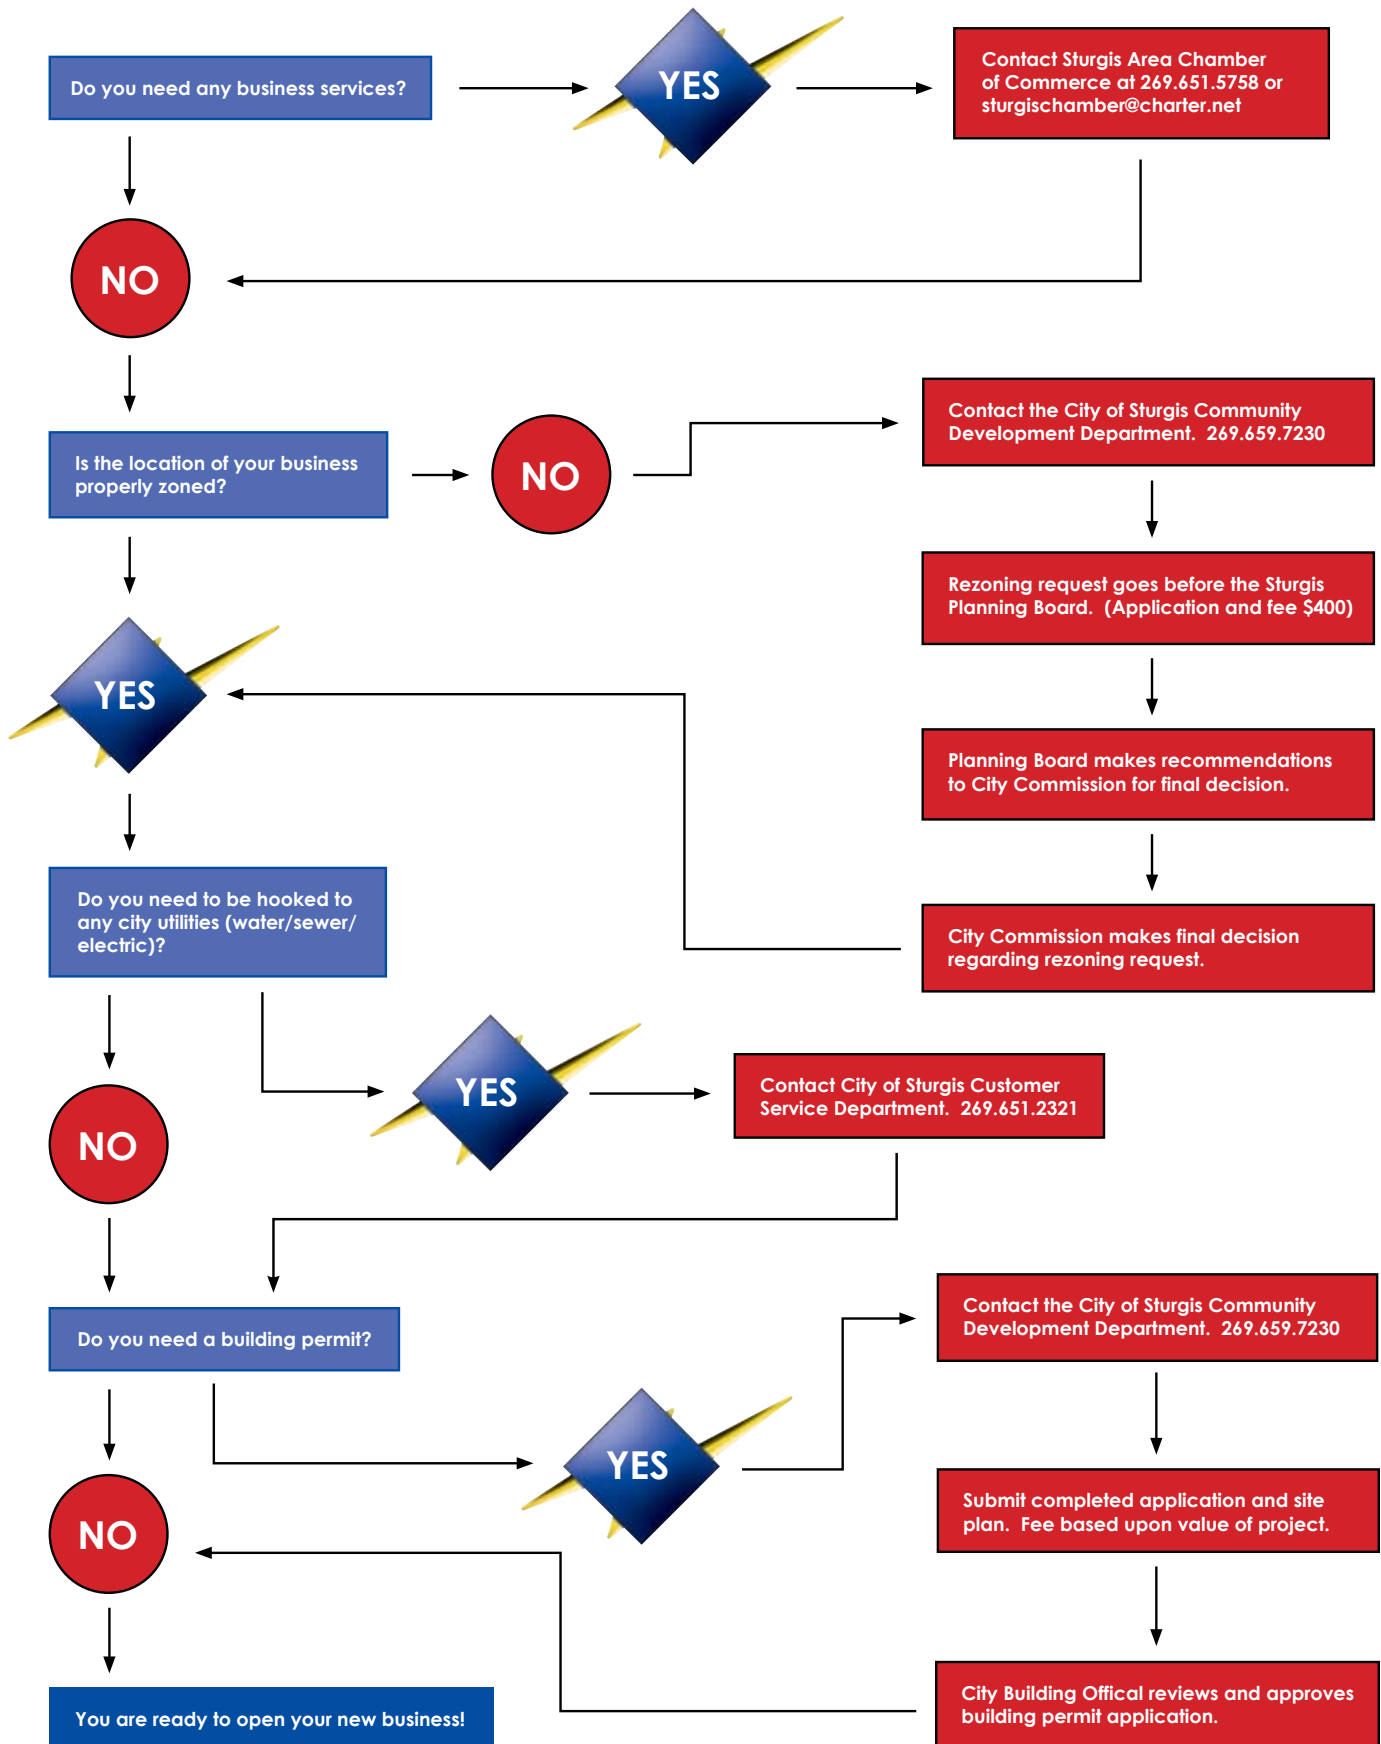 Do you need any business services?
YES
Contact Sturgis Area Chamber
of Commerce at 269.651.5758 or
sturgischamber@charter.net
NO
Is the location of your business
properly zoned?
NO
Contact the City of Sturgis Community
Development Department.  269.659.7230
Rezoning request goes before the Sturgis
Planning Board.  (Application and fee $400)
YES
Planning Board makes recommendations
to City Commission for final decision.
Do you need to be hooked to
any city utilities (water/sewer/
electric)?
City Commission makes final decision
regarding rezoning request.
YES
Contact City of Sturgis Customer
Service Department.  269.651.2321
NO
Do you need a building permit?
Contact the City of Sturgis Community
Development Department.  269.659.7230
YES
Submit completed application and site
plan.  Fee based upon value of project.
NO
City Building Offical reviews and approves
building permit application.
You are ready to open your new business!